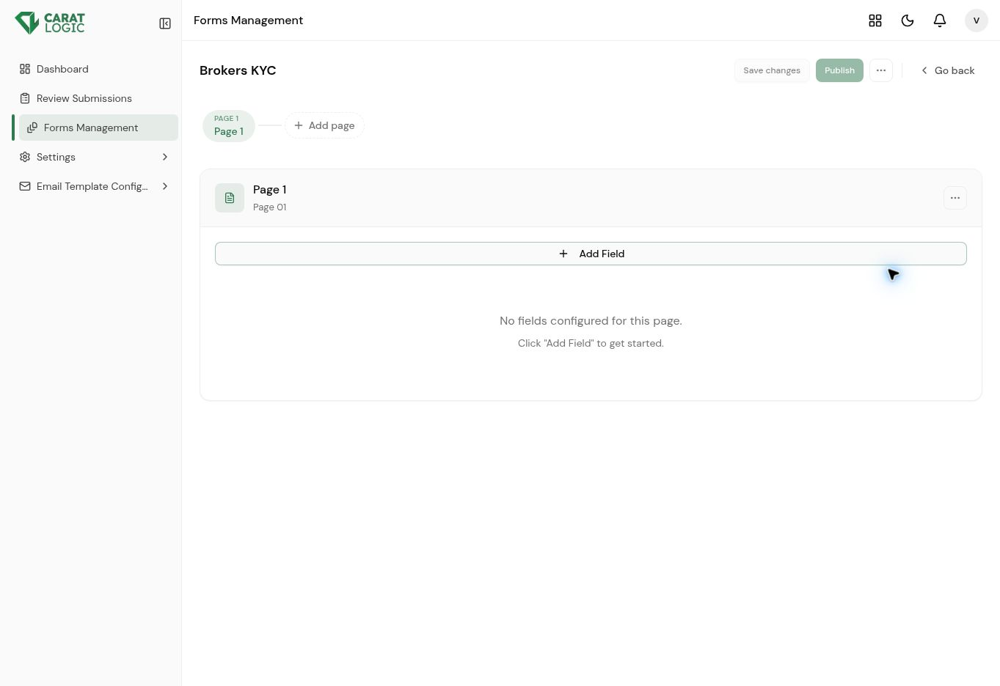 CARAT
LOGIC
Forms Management
V
Dashboard
Review Submissions
Forms Management
Settings
Email Template Config...
Brokers KYC
Save changes
Publish
Go back
PAGE 1
Page 1
Add page
Page 1
Page 01
Add Field
No fields configured for this page.
Click "Add Field" to get started.